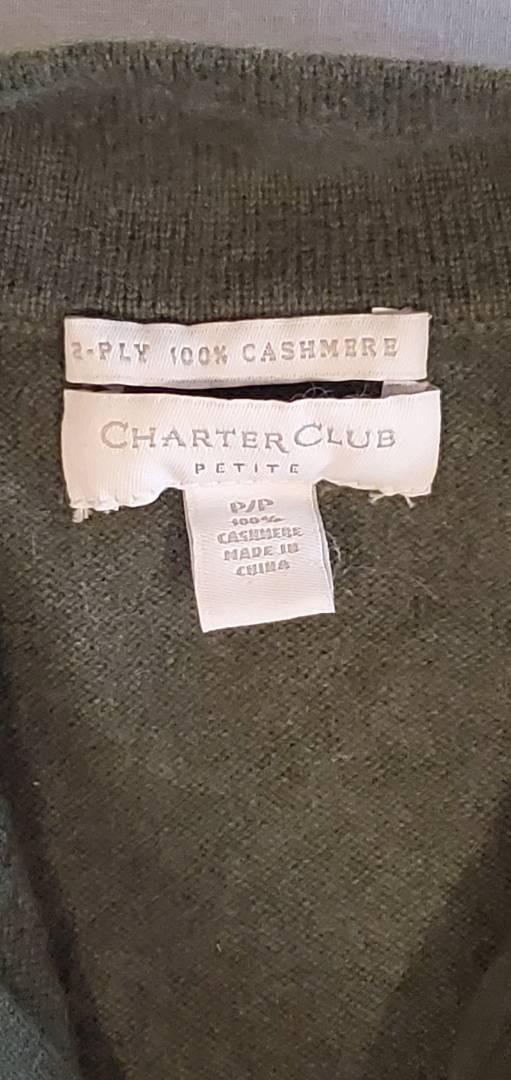 2-PLY 100% CASHMERE
CHARTER CLUB
PETITE
P/P
100%
CASHMERE
MADE IN
CHINA